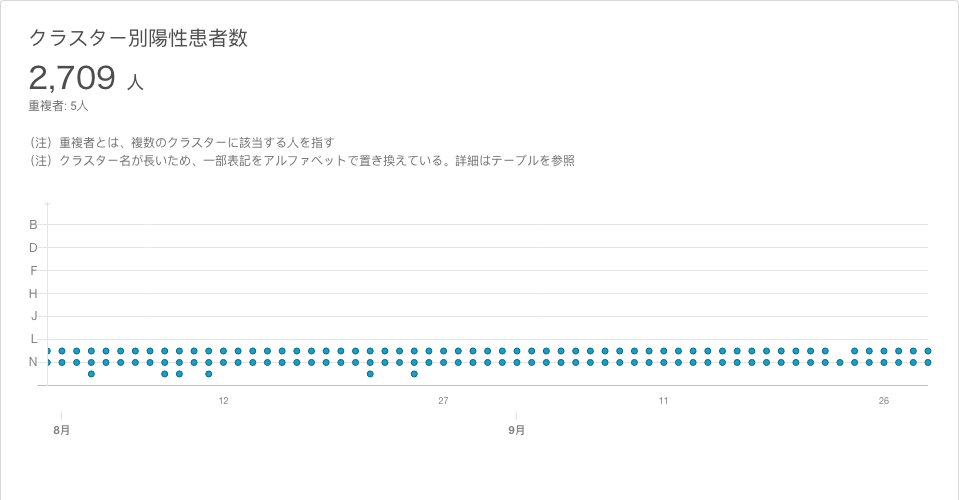 クラスター別陽性患者数
2,709 人
重複者: 5人
（注）重複者とは、複数のクラスターに該当する人を指す
（注）クラスター名が長いため、一部表記をアルファベットで置き換えている。詳細はテーブルを参照
B
D
F
H
J
L
N
12 27 11 26
8月 9月